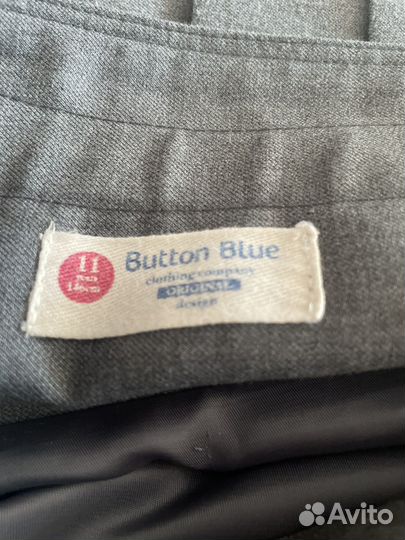 11
years
146cm
Button Blue
clothing company
ORIGINAL
design
Avito